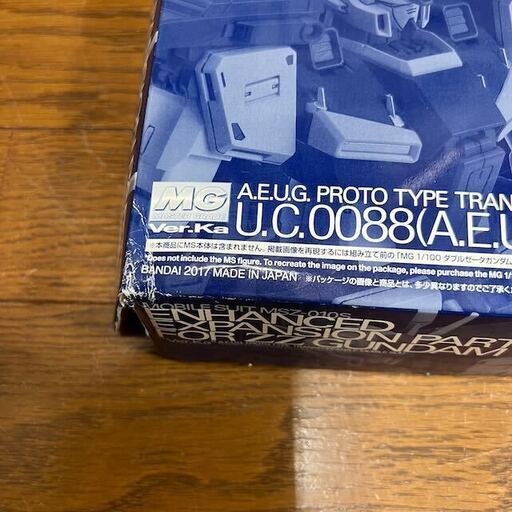 MG
MASTER GRADE
Ver.Ka
A.E.U.G. PROTO TYPE TRAN
U.C.0088(A.E.U
※本商品にMS本体は含まれません。掲載画像を再現するには組み立て前の「MG 1/100 ダブルゼータガンダム
Does not include the MS figure. To recreate the image on the package, please purchase the MG 1/
BANDAI 2017 MADE IN JAPAN ※パッケージの画像と商品とは、多少異なりますのでご了承く
MOBILE SUIT MSZ-010S
ENHANCED
EXPANSION PART
FOR ZZ GUNDAM